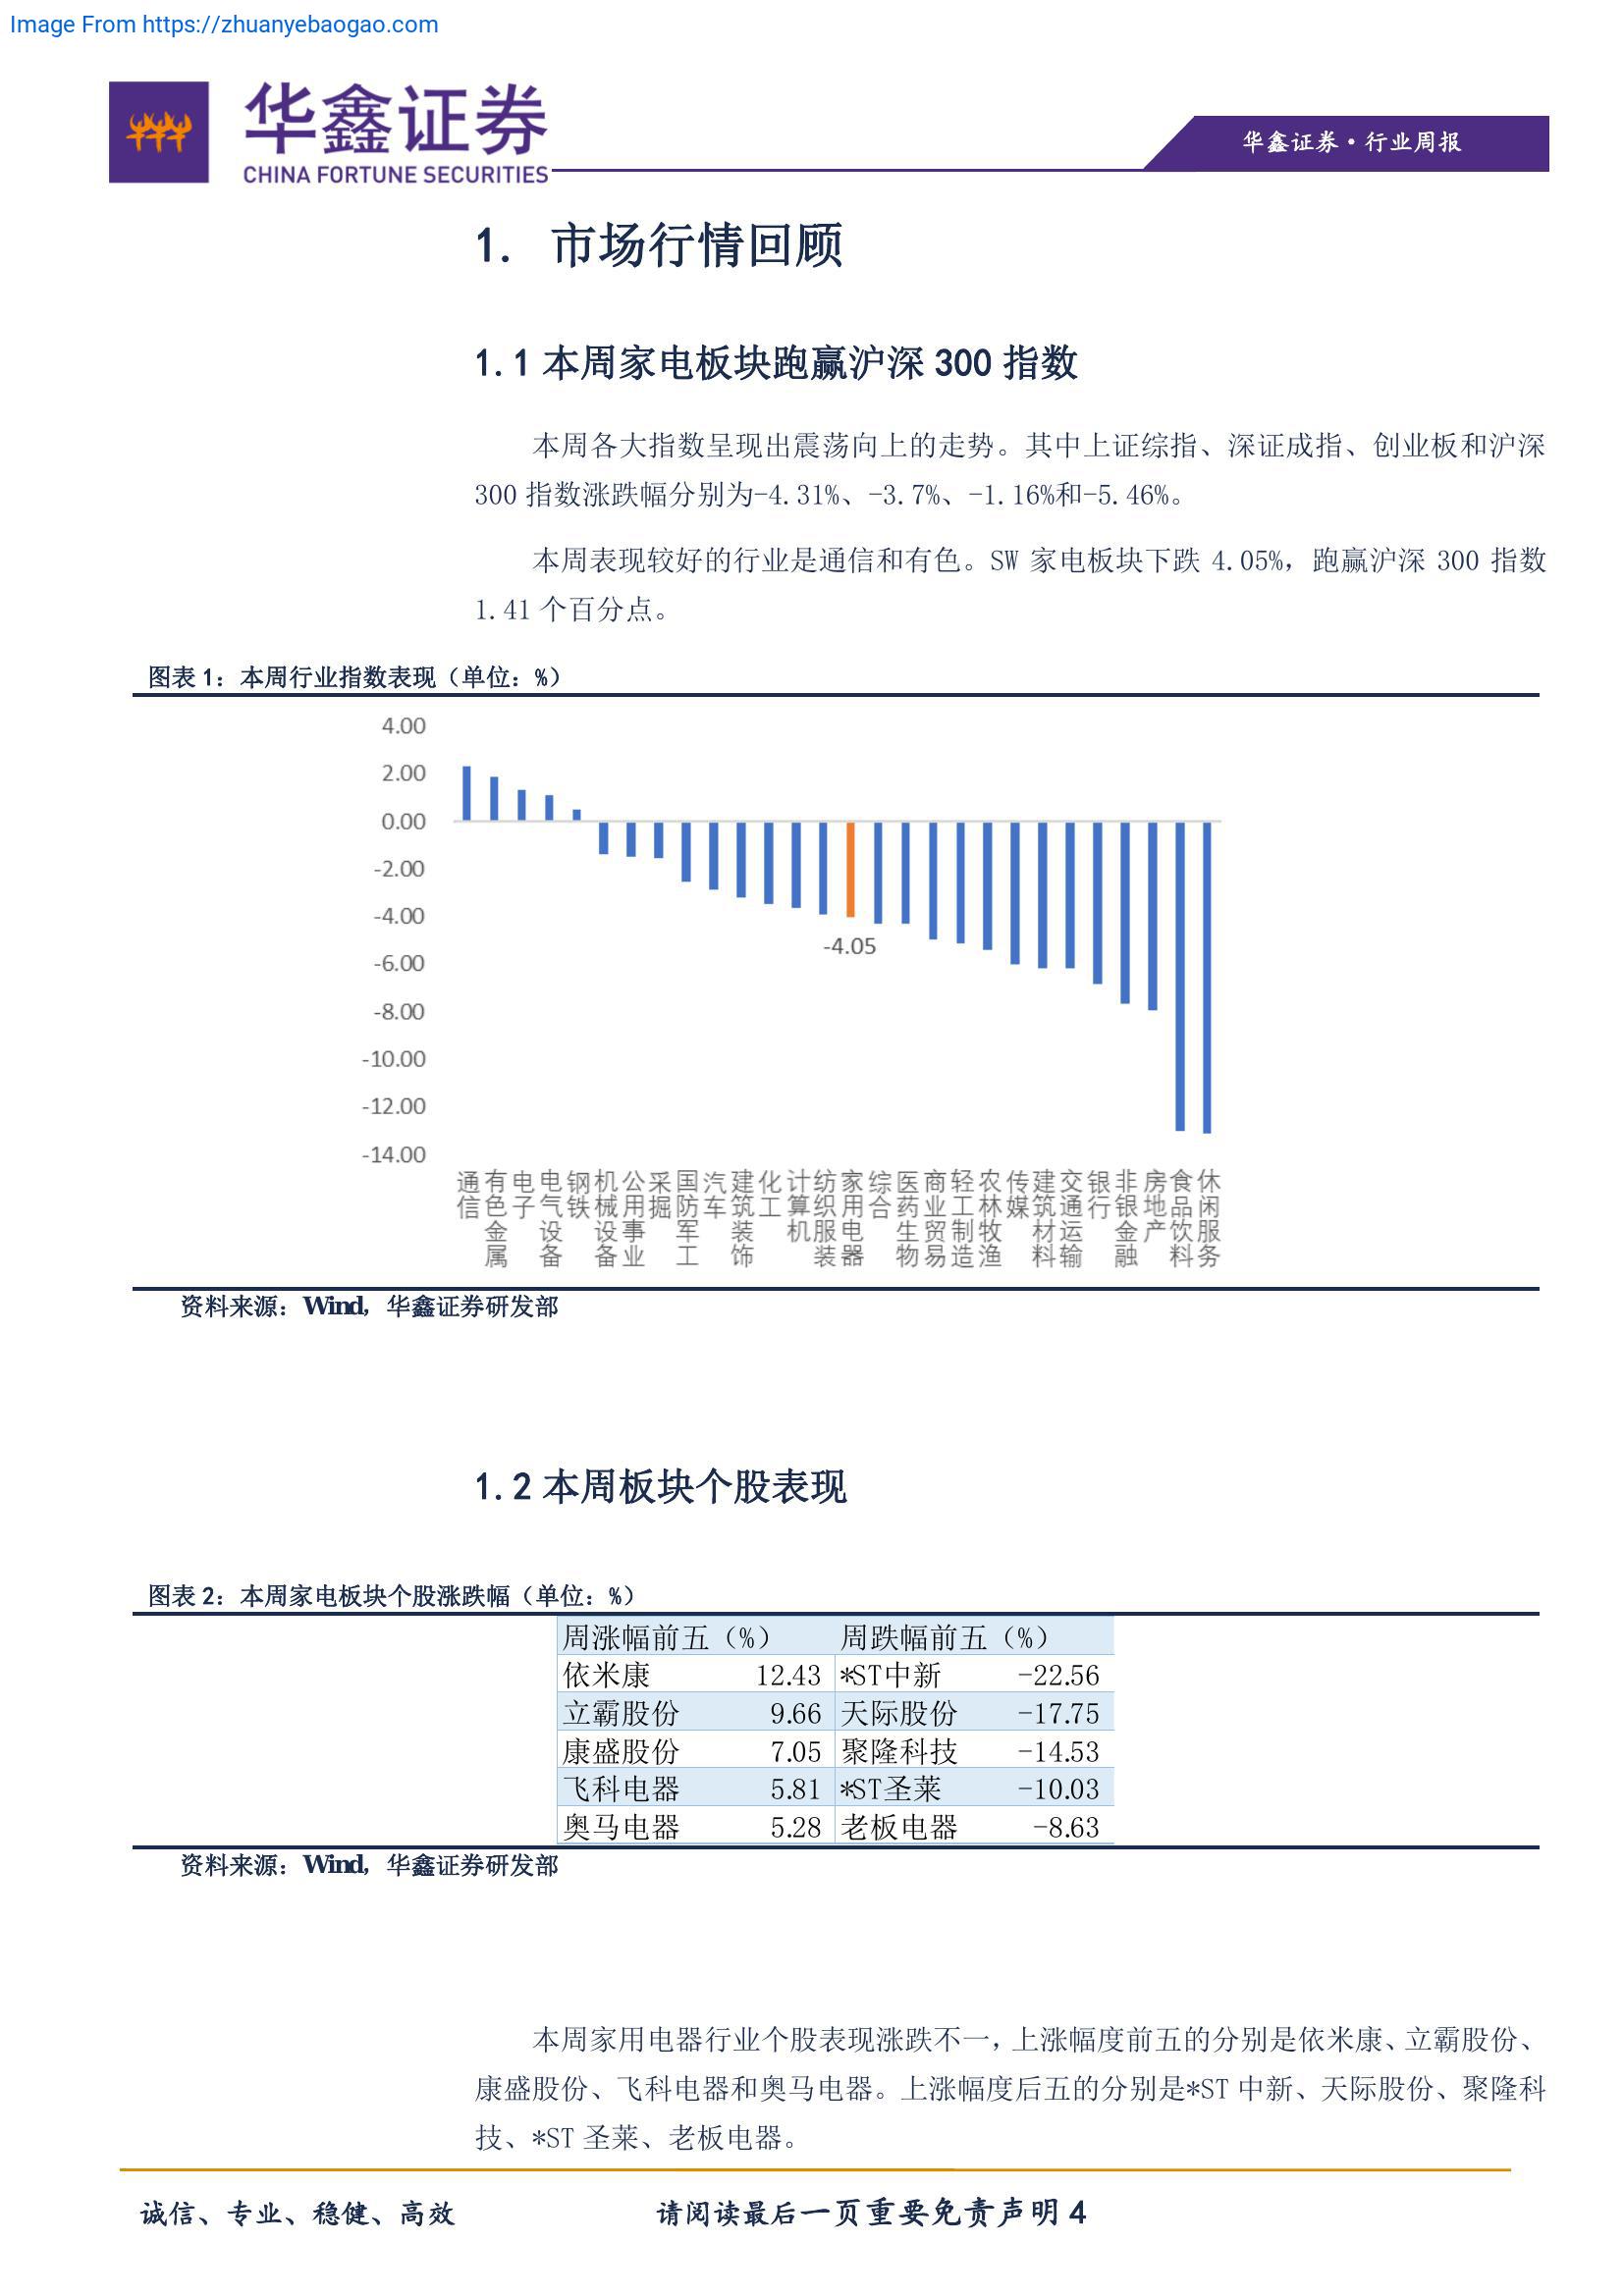 Image From https://zhuanyebaogao.com
华鑫证券
CHINA FORTUNE SECURITIES
华鑫证券·行业周报
1. 市场行情回顾
1.1 本周家电板块跑赢沪深 300 指数
本周各大指数呈现出震荡向上的走势。其中上证综指、深证成指、创业板和沪深
300 指数涨跌幅分别为-4.31%、-3.7%、-1.16%和-5.46%。
本周表现较好的行业是通信和有色。SW 家电板块下跌 4.05%，跑赢沪深 300 指数
1.41 个百分点。
图表 1：本周行业指数表现（单位：%）
4.00
2.00
0.00
-2.00
-4.00
-6.00
-8.00
-10.00
-12.00
-14.00
-4.05
通信
有色金属
电子
电气设备
钢铁
机械设备
公用事业
采掘
国防军工
汽车
建筑装饰
化工
计算机
纺织服装
家用电器
综合
医药生物
商业贸易
轻工制造
农林牧渔
传媒
建筑材料
交通运输
银行
非银金融
房地产
食品饮料
休闲服务
资料来源：Wind，华鑫证券研发部
1.2 本周板块个股表现
图表 2：本周家电板块个股涨跌幅（单位：%）
周涨幅前五（%） 周跌幅前五（%）
依米康 12.43 *ST中新 -22.56
立霸股份 9.66 天际股份 -17.75
康盛股份 7.05 聚隆科技 -14.53
飞科电器 5.81 *ST圣莱 -10.03
奥马电器 5.28 老板电器 -8.63
资料来源：Wind，华鑫证券研发部
本周家用电器行业个股表现涨跌不一，上涨幅度前五的分别是依米康、立霸股份、
康盛股份、飞科电器和奥马电器。上涨幅度后五的分别是*ST 中新、天际股份、聚隆科
技、*ST 圣莱、老板电器。
诚信、专业、稳健、高效 请阅读最后一页重要免责声明 4